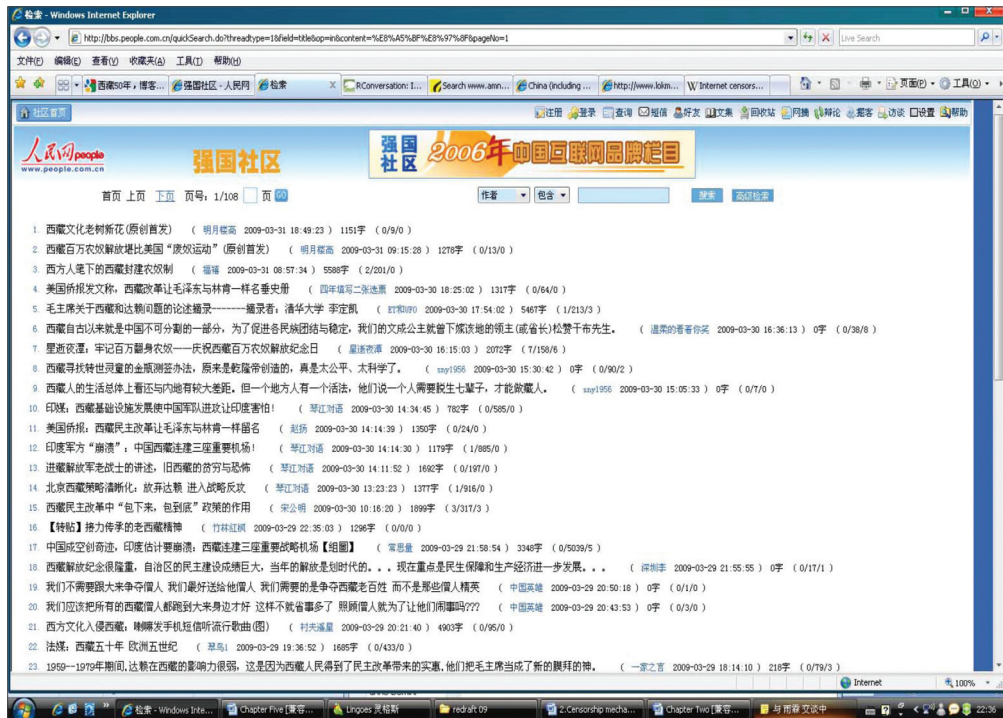 检索 - Windows Internet Explorer
http://bbs.people.com.cn/quickSearch.do?threadtype=1&field=title&op=in&content=%E8%A5%BF%E8%97%8F&pageNo=1
Live Search
文件(F) 编辑(E) 查看(V) 收藏夹(A) 工具(T) 帮助(H)
西藏50年，博客... 强国社区 - 人民网 检索 RConversation: I... Search www.amn... China (including ... http://www.lokm... Internet censors... 页面(P) 工具(O)
社区首页 注册 登录 查询 短信 好友 文集 回收站 网摘 辩论 掘客 访谈 设置 帮助
人民网 people
www.people.com.cn
强国社区
强国社区 2006年中国互联网品牌栏目
首页 上页 下页 页号：1/108 页 GO 作者 包含 搜索 高级检索
1. 西藏文化老树新花(原创首发) （ 明月楼高 2009-03-31 18:49:23 ）1151字 （ 0/9/0 ）
2. 西藏百万农奴解放堪比美国“废奴运动”(原创首发) （ 明月楼高 2009-03-31 09:15:28 ）1278字 （ 0/13/0 ）
3. 西方人笔下的西藏封建农奴制 （ 福禧 2009-03-31 08:57:34 ）5588字 （ 2/201/0 ）
4. 美国侨报发文称，西藏改革让毛泽东与林肯一样名垂史册 （ 四年填写二张选票 2009-03-30 18:25:02 ）1317字 （ 0/64/0 ）
5. 毛主席关于西藏和达赖问题的论述摘录-------摘录者：清华大学 李定凯 （ ET和UFO 2009-03-30 17:54:02 ）5467字 （ 1/213/3 ）
6. 西藏自古以来就是中国不可分割的一部分，为了促进各民族团结与稳定，我们的文成公主就曾下嫁该地的领主(或省长)松赞干布先生。 （ 温柔的看着你笑 2009-03-30 16:36:13 ）0字 （ 0/38/8 ）
7. 星逝夜潭：牢记百万翻身农奴——庆祝西藏百万农奴解放纪念日 （ 星逝夜潭 2009-03-30 16:15:03 ）2072字 （ 7/158/6 ）
8. 西藏寻找转世灵童的金瓶测签办法，原来是乾隆帝创造的，真是太公平、太科学了。 （ sny1956 2009-03-30 15:30:42 ）0字 （ 0/90/2 ）
9. 西藏人的生活总体上看还与内地有较大差距。但一个地方人有一个活法，他们说一个人需要脱生七辈子，才能做藏人。 （ sny1956 2009-03-30 15:05:33 ）0字 （ 0/7/0 ）
10. 印媒：西藏基础设施发展使中国军队进攻让印度害怕！ （ 琴江对语 2009-03-30 14:34:45 ）782字 （ 0/585/0 ）
11. 美国侨报：西藏民主改革让毛泽东与林肯一样留名 （ 赵扬 2009-03-30 14:14:39 ）1350字 （ 0/24/0 ）
12. 印度军方“崩溃”：中国西藏连建三座重要机场！ （ 琴江对语 2009-03-30 14:14:30 ）1179字 （ 1/885/0 ）
13. 进藏解放军老战士的讲述，旧西藏的贫穷与恐怖 （ 琴江对语 2009-03-30 14:11:52 ）1692字 （ 0/197/0 ）
14. 北京西藏策略清晰化：放弃达赖 进入战略反攻 （ 琴江对语 2009-03-30 13:23:23 ）1377字 （ 1/916/0 ）
15. 西藏民主改革中“包下来，包到底”政策的作用 （ 宋公明 2009-03-30 10:16:20 ）1899字 （ 3/317/3 ）
16. 【转贴】接力传承的老西藏精神 （ 竹林红枫 2009-03-29 22:35:03 ）1296字 （ 0/0/0 ）
17. 中国成空创奇迹，印度估计要崩溃：西藏连建三座重要战略机场【组图】 （ 常思量 2009-03-29 21:58:54 ）3348字 （ 0/5039/5 ）
18. 西藏解放纪念很隆重，自治区的民主建设成绩巨大，当年的解放是划时代的．．．现在重点是民生保障和生产经济进一步发展．．． （ 深圳李 2009-03-29 21:55:55 ）0字 （ 0/17/1 ）
19. 我们不需要跟大来争夺僧人 我们最好送给他僧人 我们需要的是争夺西藏老百姓 而不是那些僧人精英 （ 中国英雄 2009-03-29 20:50:18 ）0字 （ 0/1/0 ）
20. 我们应该把所有的西藏僧人都跑到大来身边才好 这样不就省事多了 照顾僧人就为了让他们闹事吗??? （ 中国英雄 2009-03-29 20:43:53 ）0字 （ 0/3/0 ）
21. 西方文化入侵西藏：喇嘛发手机短信听流行歌曲(图) （ 村夫遥星 2009-03-29 20:21:40 ）4903字 （ 0/95/0 ）
22. 法媒：西藏五十年 欧洲五世纪 （ 翠鸟1 2009-03-29 19:36:52 ）1685字 （ 0/433/0 ）
23. 1959--1979年期间,达赖在西藏的影响力很弱，这是因为西藏人民得到了民主改革带来的实惠,他们把毛主席当成了新的膜拜的神。 （ 一家之言 2009-03-29 18:14:10 ）218字 （ 0/79/3 ）
Internet 100%
检索 - Windows Inte... Chapter Five [兼容... Lingoes 灵格斯 redraft 09 2.Censorship mecha... Chapter Two [兼容... 与雨霖 交谈中 22:36